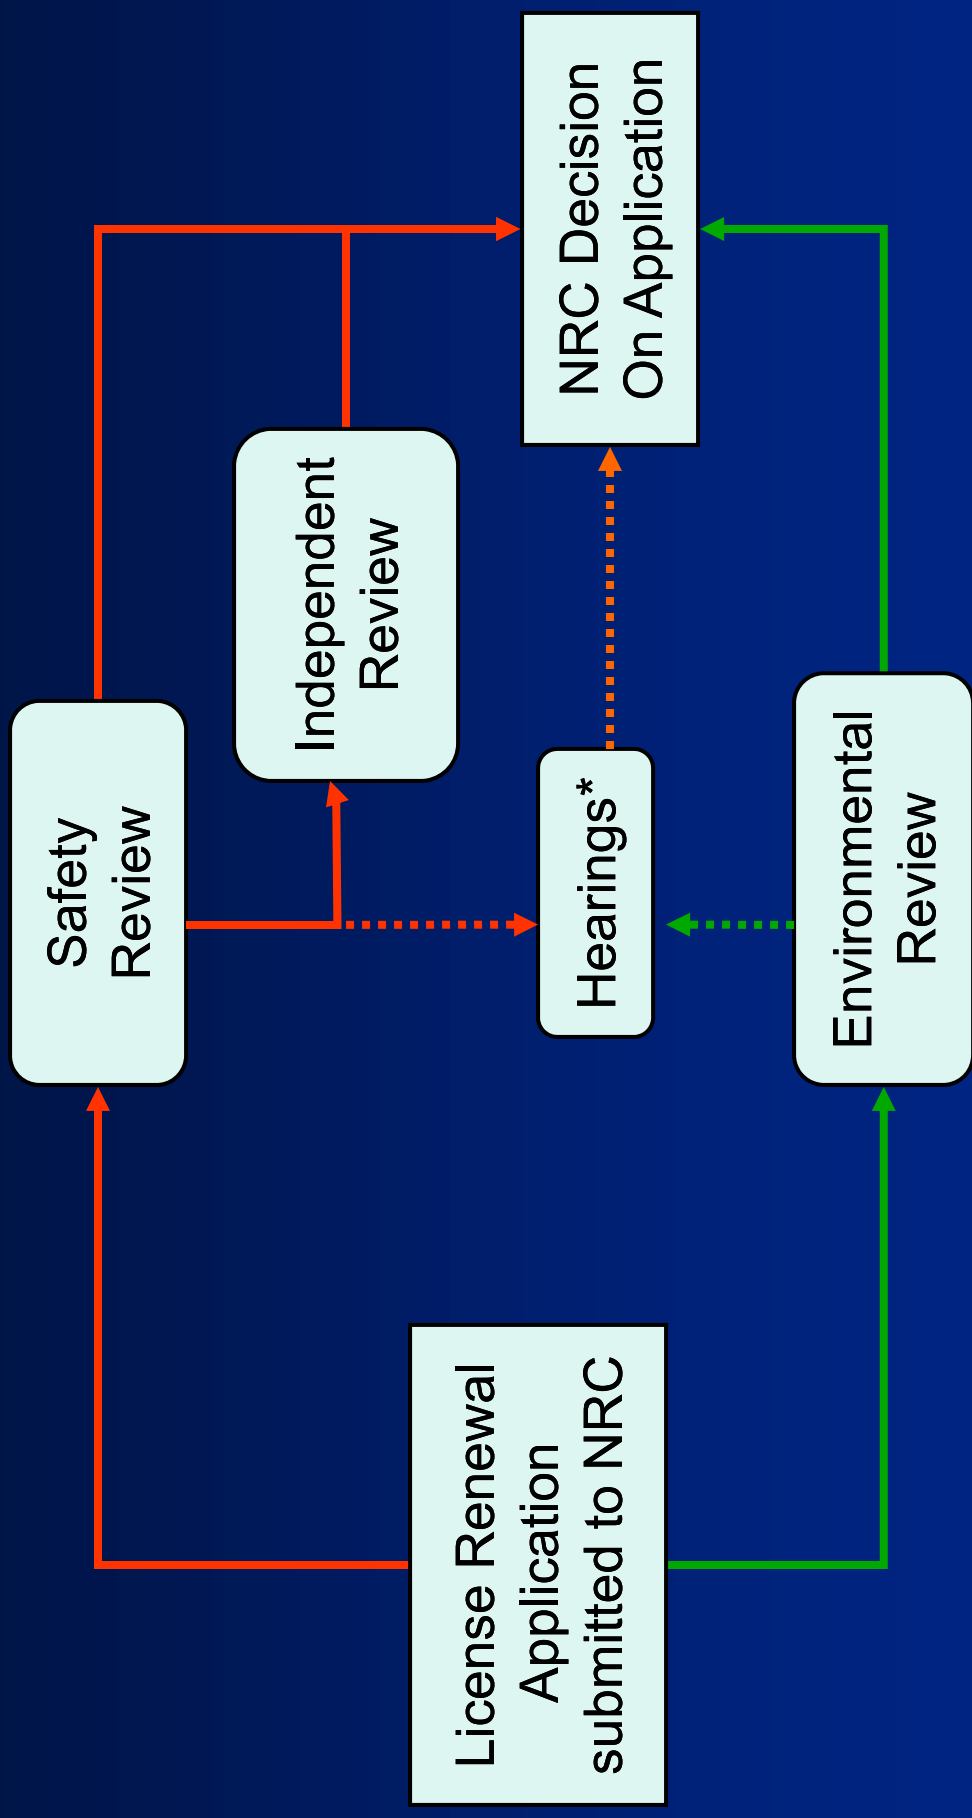 License Renewal
Application
submitted to NRC
Safety
Review
Independent
Review
Hearings*
Environmental
Review
NRC Decision
On Application